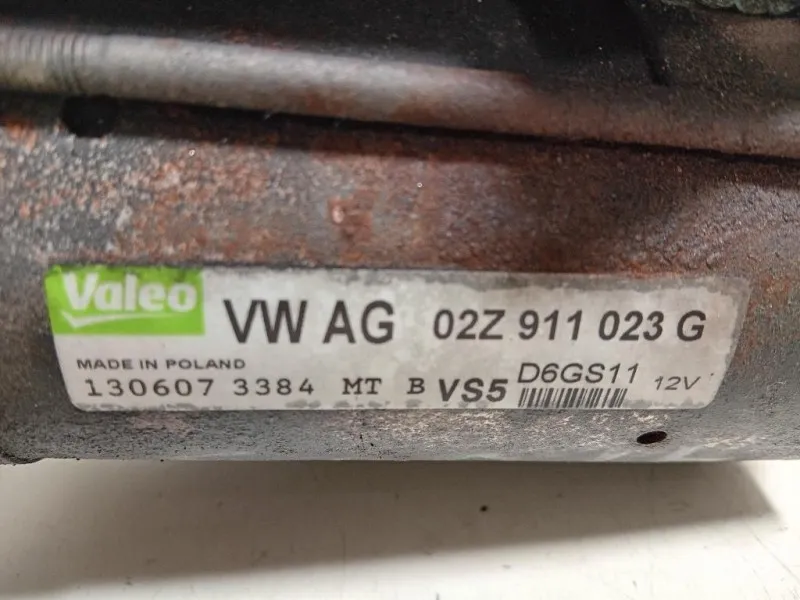 Valeo VW AG 02Z 911 023 G
MADE IN POLAND
130607 3384 MT B VS5 D6GS11 12V